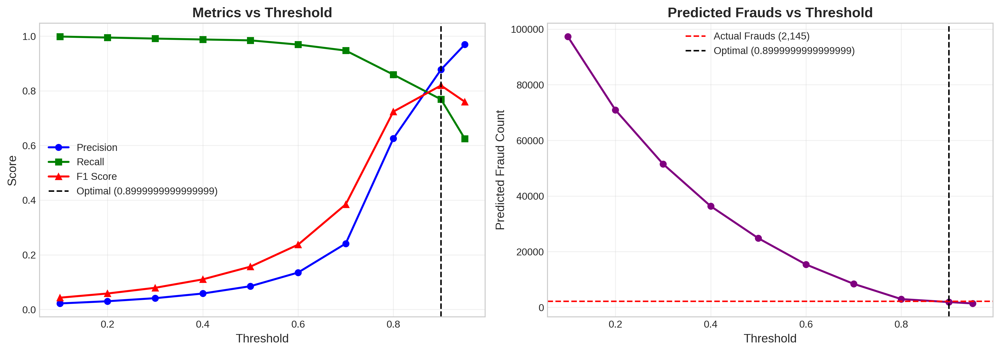 Metrics vs Threshold
1.0
0.8
0.6
0.4
0.2
0.0
Score
Precision
Recall
F1 Score
Optimal (0.8999999999999999)
0.2
0.4
0.6
0.8
Threshold
Predicted Frauds vs Threshold
100000
80000
60000
40000
20000
0
Predicted Fraud Count
Actual Frauds (2,145)
Optimal (0.8999999999999999)
0.2
0.4
0.6
0.8
Threshold